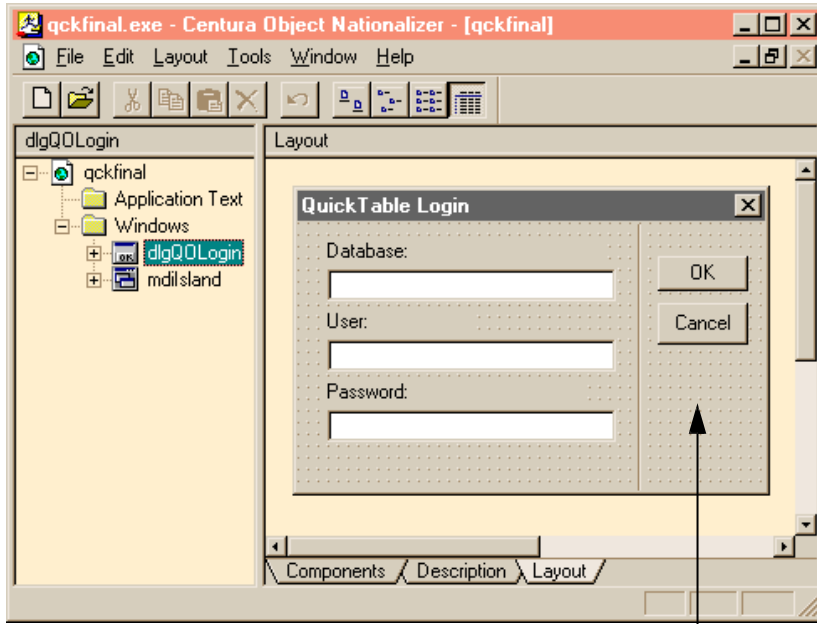 qckfinal.exe - Centura Object Nationalizer - [qckfinal]
File Edit Layout Tools Window Help
dlgQOLogin
Layout
qckfinal
Application Text
Windows
dlgQOLogin
mdiIsland
QuickTable Login
Database:
OK
User:
Cancel
Password:
Components Description Layout